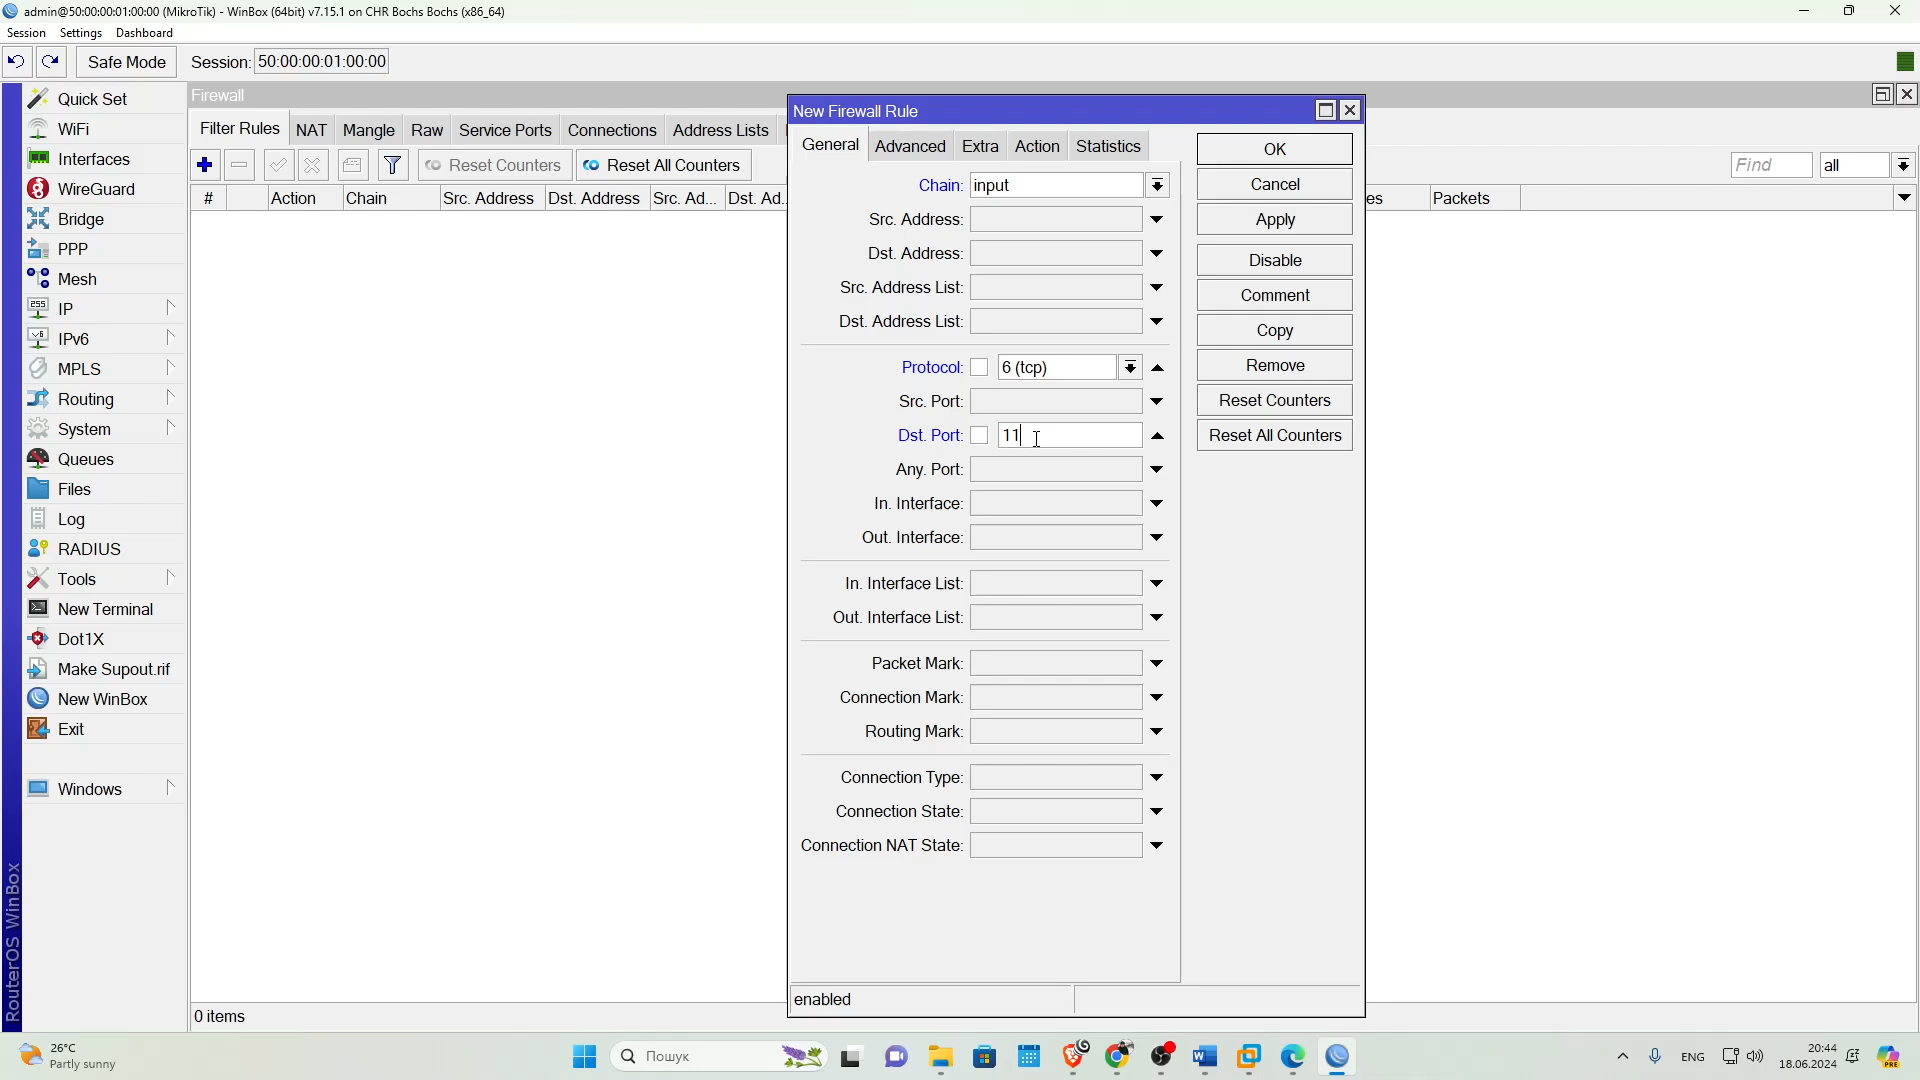 admin@50:00:00:01:00:00 (MikroTik) - WinBox (64bit) v7.15.1 on CHR Bochs Bochs (x86_64)
Session Settings Dashboard
Safe Mode Session: 50:00:00:01:00:00
Quick Set
WiFi
Interfaces
WireGuard
Bridge
PPP
Mesh
IP
IPv6
MPLS
Routing
System
Queues
Files
Log
RADIUS
Tools
New Terminal
Dot1X
Make Supout.rif
New WinBox
Exit
Windows
RouterOS WinBox
Firewall
Filter Rules NAT Mangle Raw Service Ports Connections Address Lists
Reset Counters Reset All Counters Find all
# Action Chain Src. Address Dst. Address Src. Ad... Dst. Ad. es Packets
0 items
New Firewall Rule
General Advanced Extra Action Statistics
Chain: input
Src. Address:
Dst. Address:
Src. Address List:
Dst. Address List:
Protocol: 6 (tcp)
Src. Port:
Dst. Port: 11
Any. Port:
In. Interface:
Out. Interface:
In. Interface List:
Out. Interface List:
Packet Mark:
Connection Mark:
Routing Mark:
Connection Type:
Connection State:
Connection NAT State:
enabled
OK
Cancel
Apply
Disable
Comment
Copy
Remove
Reset Counters
Reset All Counters
26°C
Partly sunny
Пошук
ENG
20:44
18.06.2024